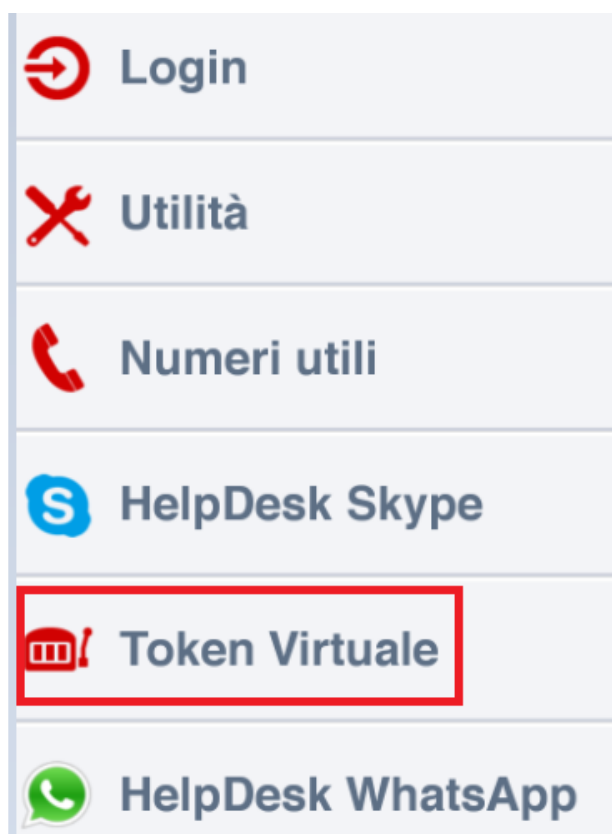 Login
Utilità
Numeri utili
HelpDesk Skype
Token Virtuale
HelpDesk WhatsApp